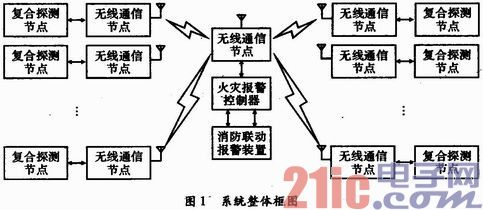 复合探测
节点
无线通信
节点
无线通信
节点
无线通信
节点
复合探测
节点
复合探测
节点
无线通信
节点
无线通信
节点
复合探测
节点
火灾报警
控制器
消防联动
报警装置
复合探测
节点
无线通信
节点
无线通信
节点
复合探测
节点
图1 系统整体框图
21ic.com
电子网